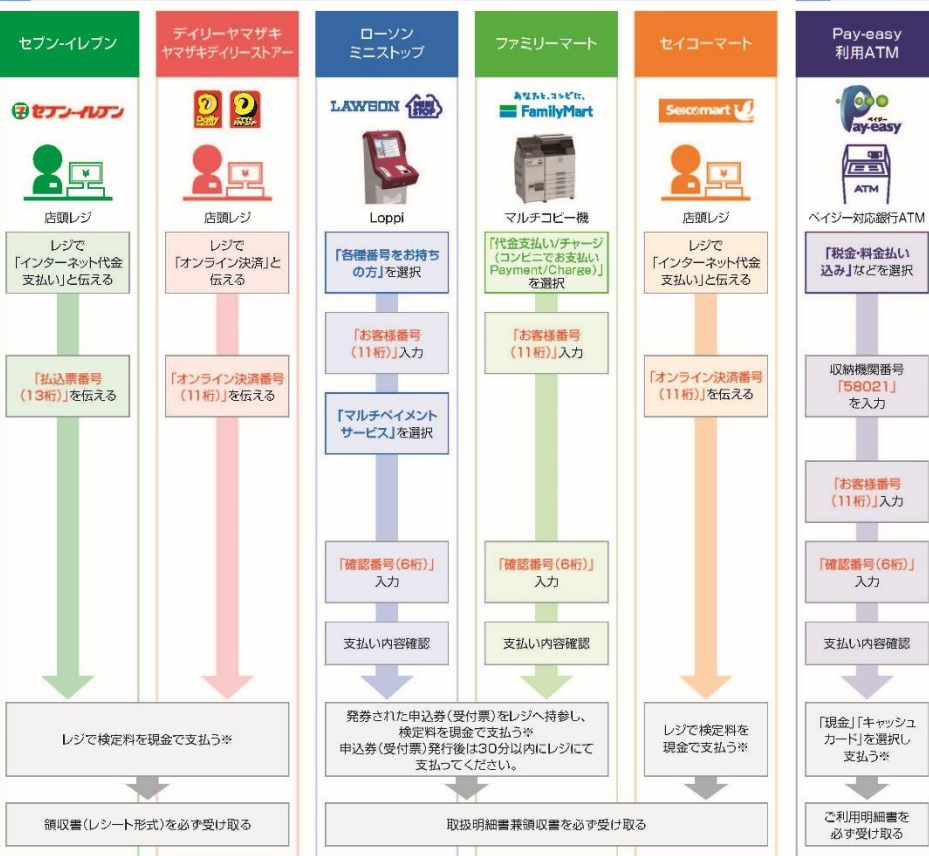 セブン-イレブン
セブン-イレブン
店頭レジ
レジで
「インターネット代金
支払い」と伝える
「払込票番号
(13桁)」を伝える
デイリーヤマザキ
ヤマザキデイリーストアー
Daily
店頭レジ
レジで
「オンライン決済」と
伝える
「オンライン決済番号
(11桁)」を伝える
レジで検定料を現金で支払う※
領収書(レシート形式)を必ず受け取る
ローソン
ミニストップ
LAWSON
MINI
STOP
Loppi
「各種番号をお持ち
の方」を選択
「お客様番号
(11桁)」入力
「マルチペイメント
サービス」を選択
「確認番号(6桁)」
入力
支払い内容確認
ファミリーマート
あなたと、コンビに、
FamilyMart
マルチコピー機
「代金支払い/チャージ
(コンビニでお支払い
Payment/Charge)」
を選択
「お客様番号
(11桁)」入力
「確認番号(6桁)」
入力
支払い内容確認
発券された申込券(受付票)をレジへ持参し、
検定料を現金で支払う※
申込券(受付票)発行後は30分以内にレジにて
支払ってください。
セイコーマート
Seicomart
店頭レジ
レジで
「インターネット代金
支払い」と伝える
「オンライン決済番号
(11桁)」を伝える
レジで検定料を
現金で支払う※
取扱明細書兼領収書を必ず受け取る
Pay-easy
利用ATM
ペイジー
Pay-easy
ATM
ペイジー対応銀行ATM
「税金・料金払い
込み」などを選択
収納機関番号
「58021」
を入力
「お客様番号
(11桁)」入力
「確認番号(6桁)」
入力
支払い内容確認
「現金」「キャッシュ
カード」を選択し
支払う※
ご利用明細書を
必ず受け取る